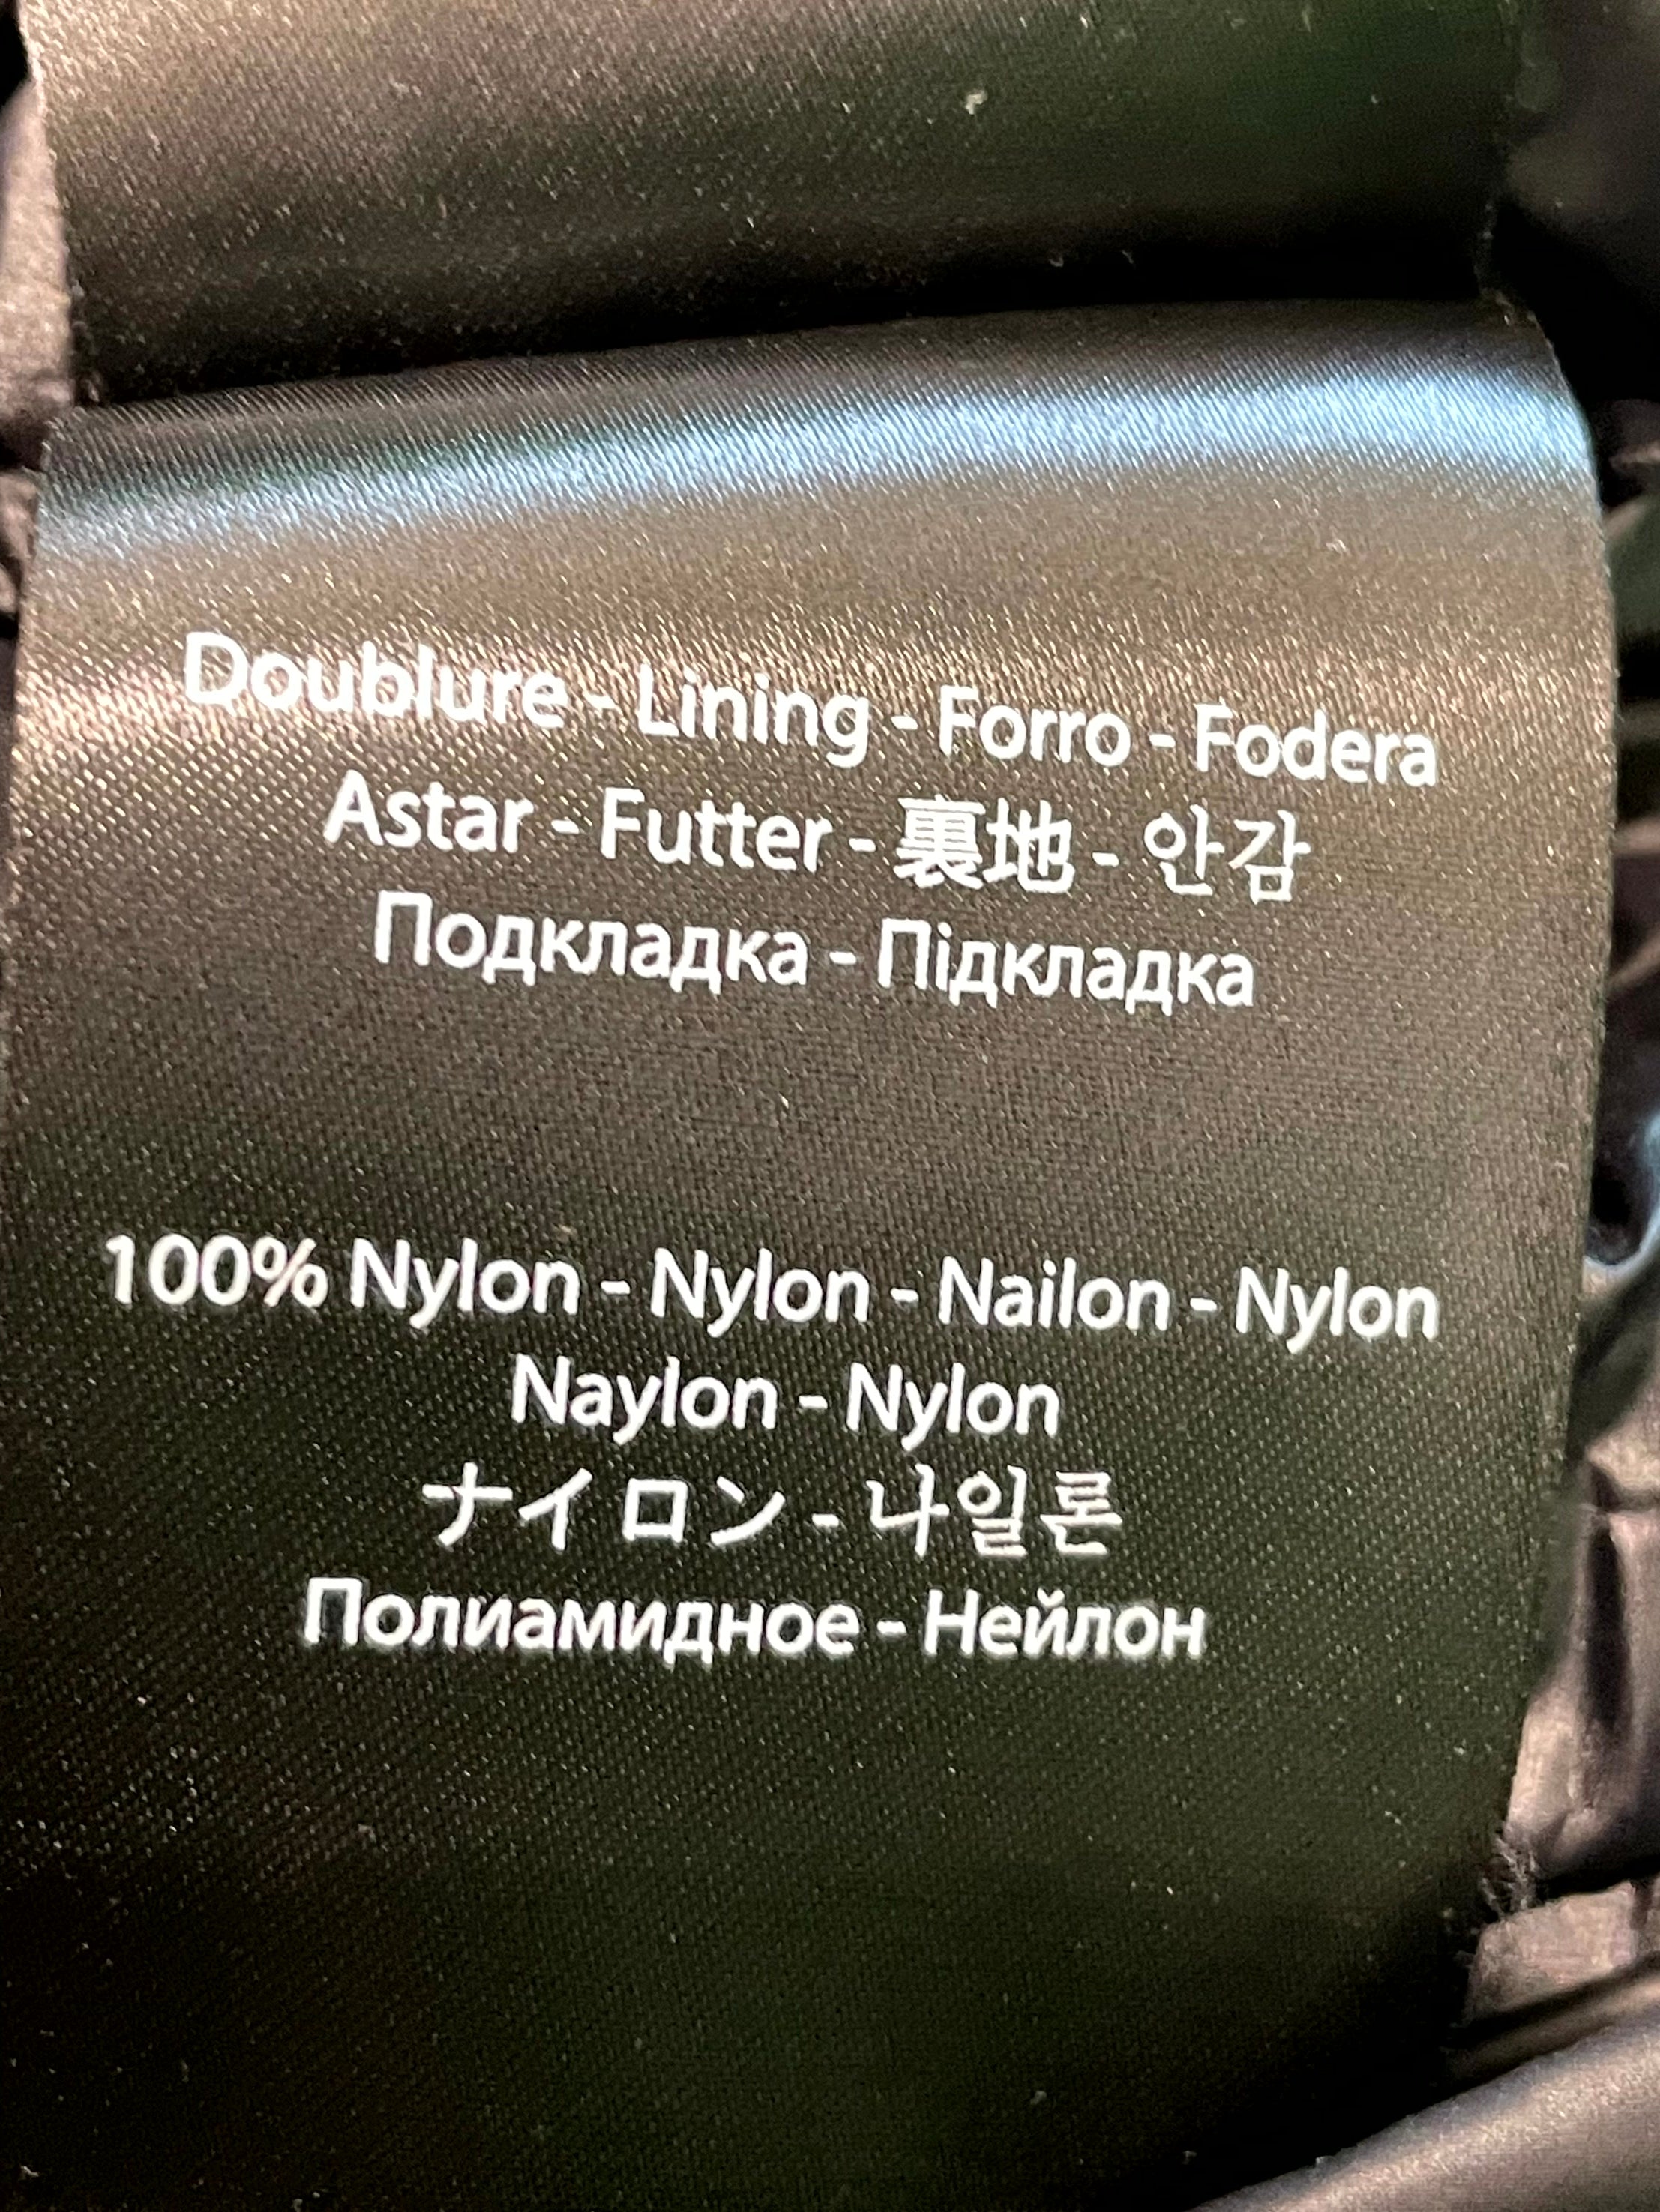 Doublure - Lining - Forro - Fodera
Astar - Futter - 裏地 - 안감
Подкладка - Підкладка
100% Nylon - Nylon - Nailon - Nylon
Naylon - Nylon
ナイロン - 나일론
Полиамидное - Нейлон